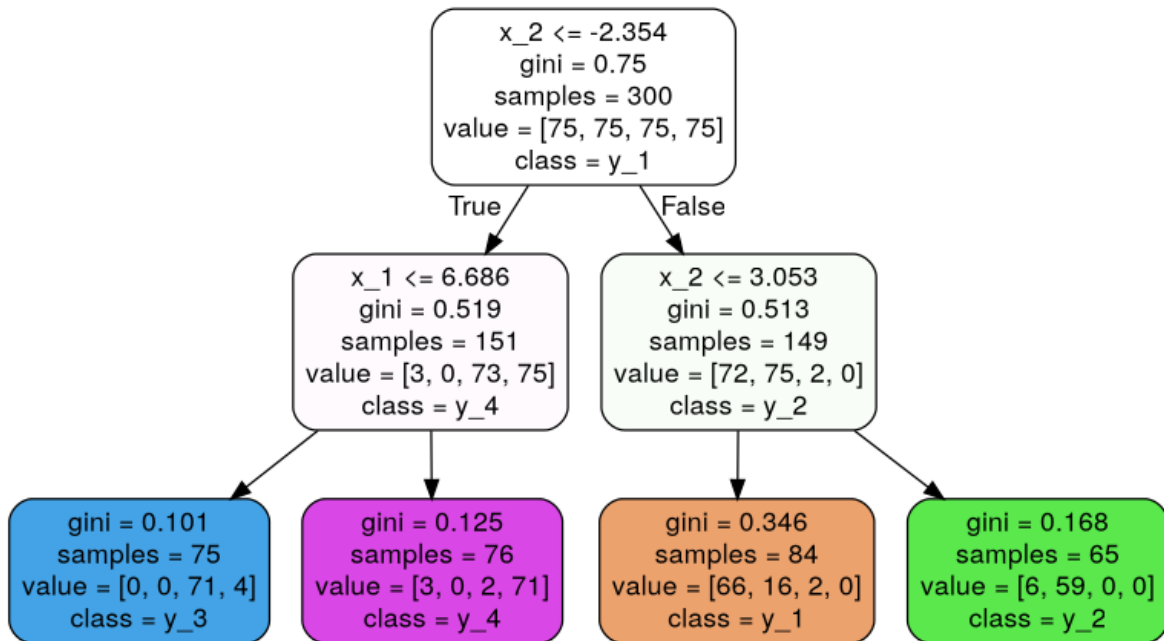 x_2 <= -2.354
gini = 0.75
samples = 300
value = [75, 75, 75, 75]
class = y_1
True
False
x_1 <= 6.686
gini = 0.519
samples = 151
value = [3, 0, 73, 75]
class = y_4
x_2 <= 3.053
gini = 0.513
samples = 149
value = [72, 75, 2, 0]
class = y_2
gini = 0.101
samples = 75
value = [0, 0, 71, 4]
class = y_3
gini = 0.125
samples = 76
value = [3, 0, 2, 71]
class = y_4
gini = 0.346
samples = 84
value = [66, 16, 2, 0]
class = y_1
gini = 0.168
samples = 65
value = [6, 59, 0, 0]
class = y_2